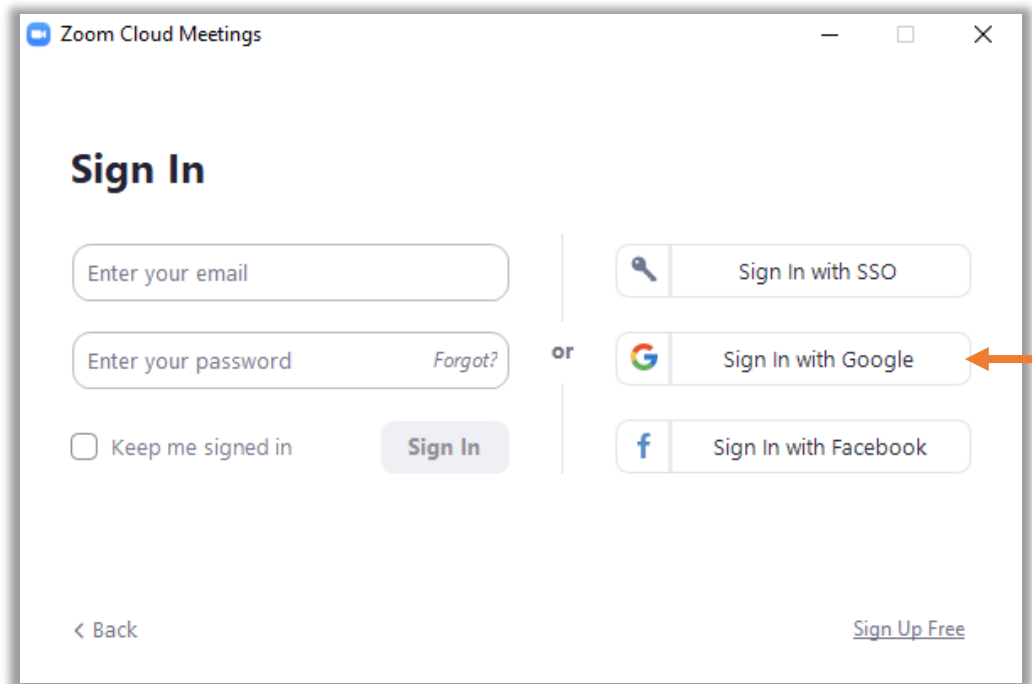 Zoom Cloud Meetings
Sign In
Enter your email
Enter your password Forgot?
Keep me signed in Sign In
or
Sign In with SSO
Sign In with Google
Sign In with Facebook
< Back
Sign Up Free